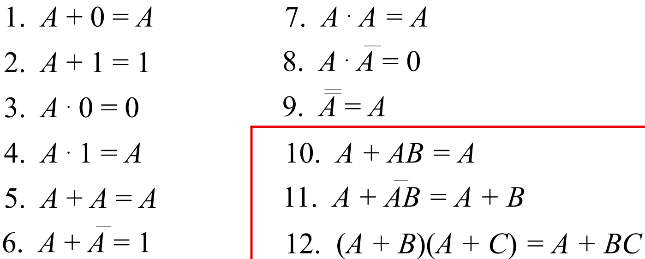 1. A + 0 = A
2. A + 1 = 1
3. A · 0 = 0
4. A · 1 = A
5. A + A = A
6. A + A̅ = 1
7. A · A = A
8. A · A̅ = 0
9. A̿ = A
10. A + AB = A
11. A + A̅B = A + B
12. (A + B)(A + C) = A + BC